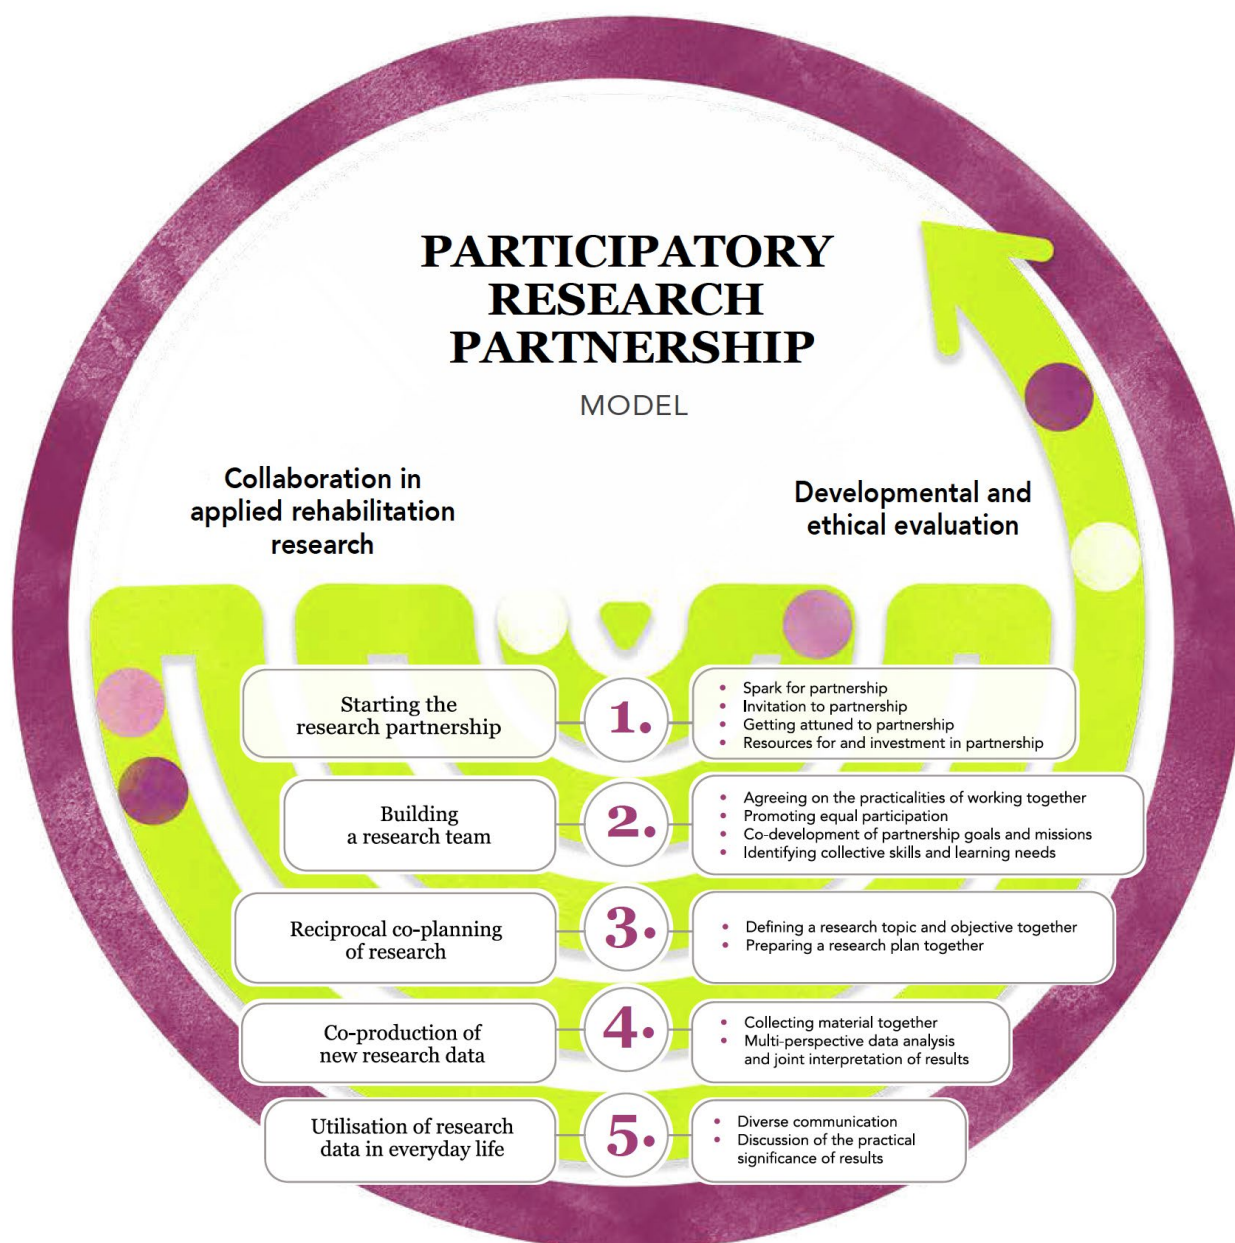 PARTICIPATORY
RESEARCH
PARTNERSHIP
MODEL
Collaboration in
applied rehabilitation
research
Developmental and
ethical evaluation
Starting the
research partnership
1.
• Spark for partnership
• Invitation to partnership
• Getting attuned to partnership
• Resources for and investment in partnership
Building
a research team
2.
• Agreeing on the practicalities of working together
• Promoting equal participation
• Co-development of partnership goals and missions
• Identifying collective skills and learning needs
Reciprocal co-planning
of research
3.
• Defining a research topic and objective together
• Preparing a research plan together
Co-production of
new research data
4.
• Collecting material together
• Multi-perspective data analysis
and joint interpretation of results
Utilisation of research
data in everyday life
5.
• Diverse communication
• Discussion of the practical
significance of results